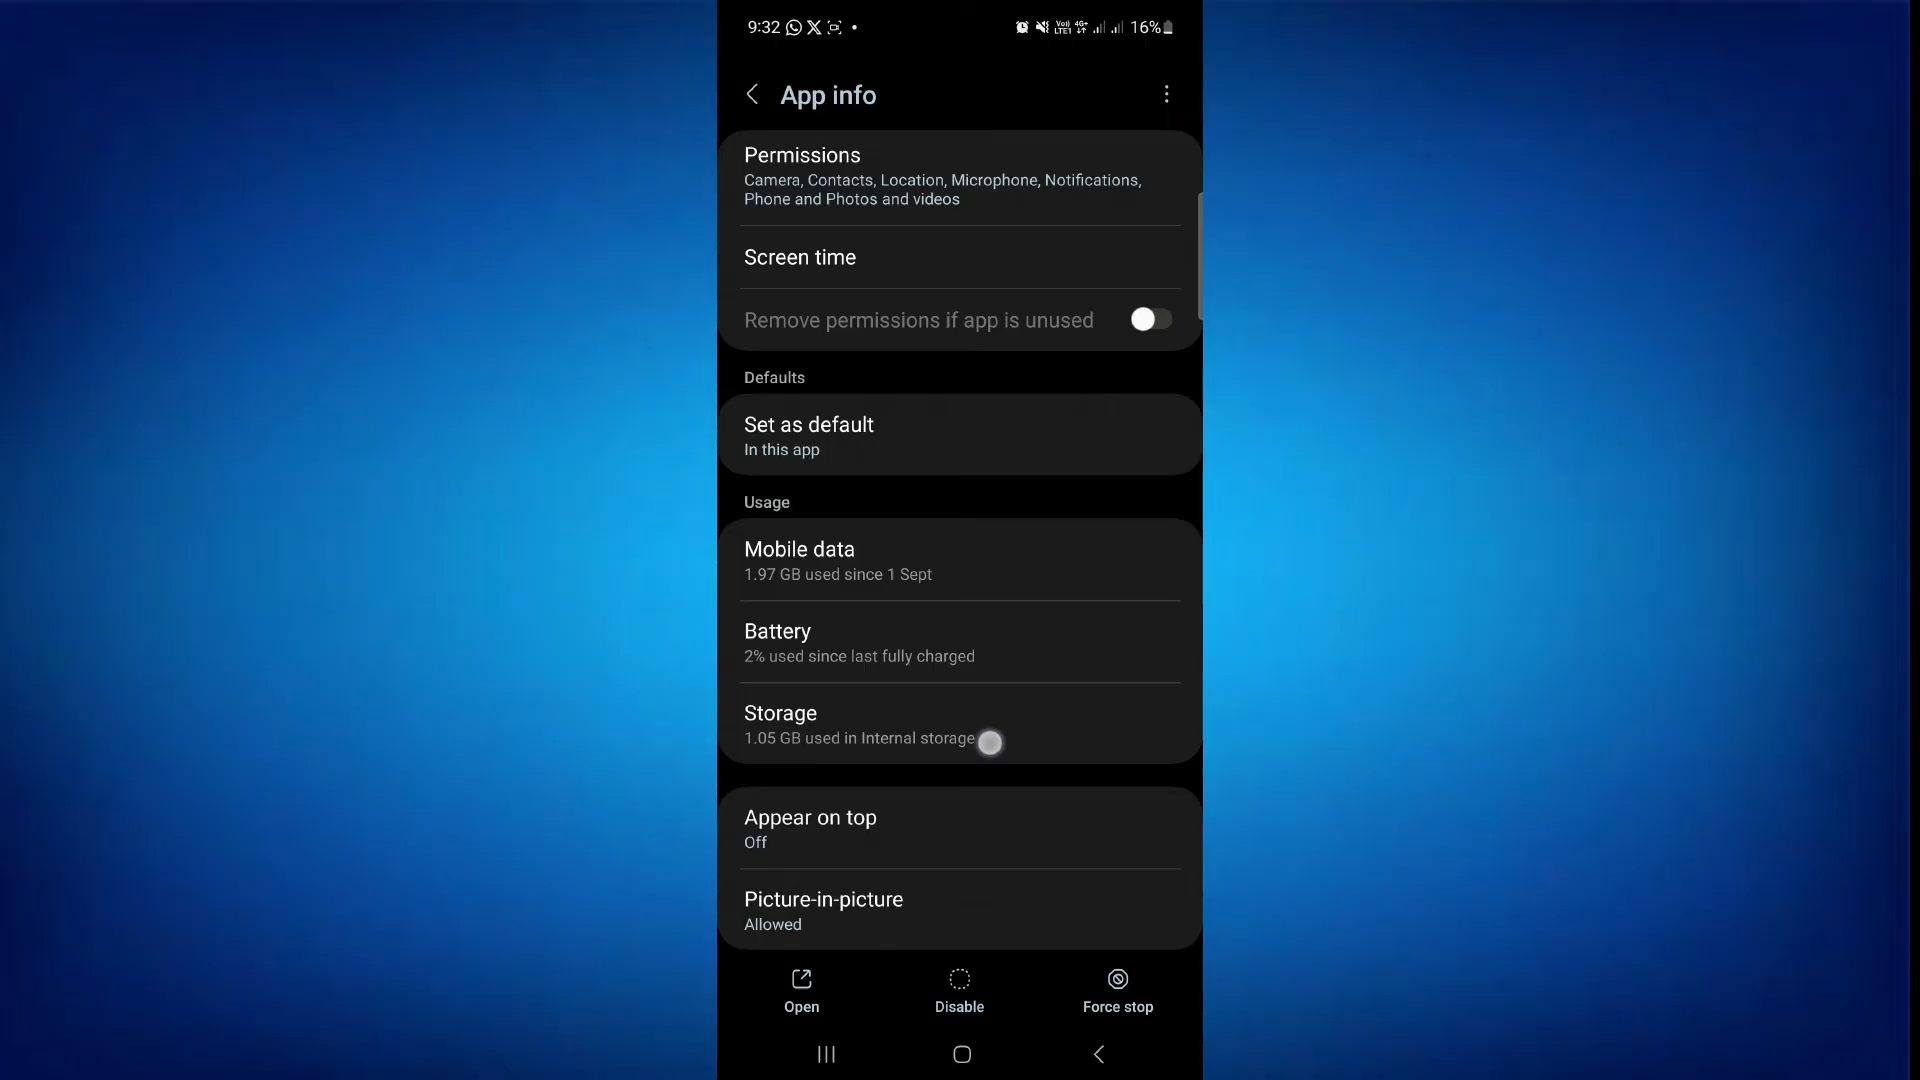 9:32 Vo)) LTE1 4G+ 16%
App info
Permissions
Camera, Contacts, Location, Microphone, Notifications,
Phone and Photos and videos
Screen time
Remove permissions if app is unused
Defaults
Set as default
In this app
Usage
Mobile data
1.97 GB used since 1 Sept
Battery
2% used since last fully charged
Storage
1.05 GB used in Internal storage
Appear on top
Off
Picture-in-picture
Allowed
Open
Disable
Force stop